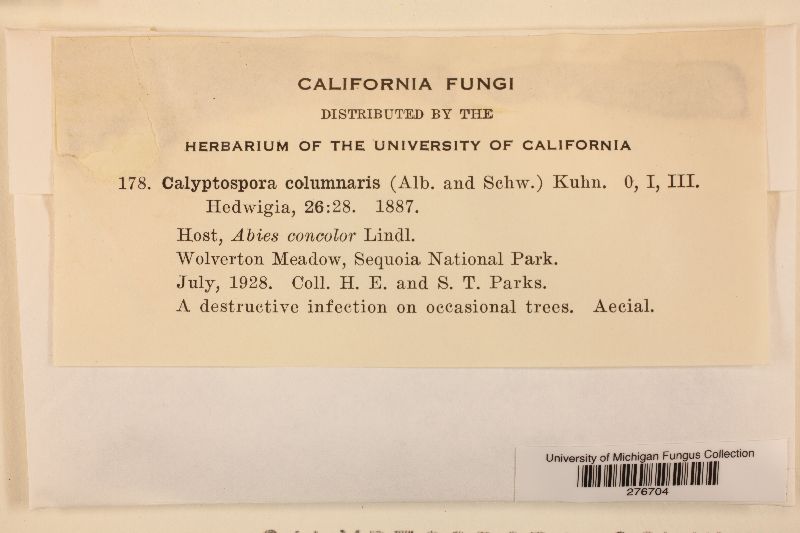 CALIFORNIA FUNGI
DISTRIBUTED BY THE
HERBARIUM OF THE UNIVERSITY OF CALIFORNIA
178. Calyptospora columnaris (Alb. and Schw.) Kuhn. 0, I, III.
Hedwigia, 26:28. 1887.
Host, Abies concolor Lindl.
Wolverton Meadow, Sequoia National Park.
July, 1928. Coll. H. E. and S. T. Parks.
A destructive infection on occasional trees. Aecial.
University of Michigan Fungus Collection
276704